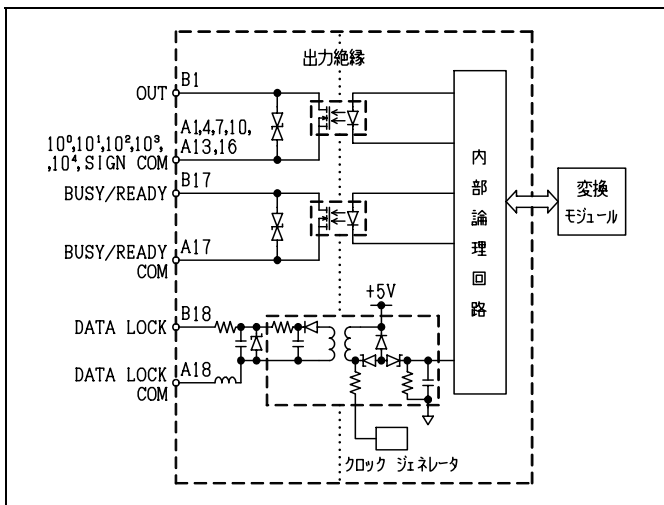 出力絶縁
OUT
B1
10⁰,10¹,10²,10³,
,10⁴,SIGN COM
A1,4,7,10,
A13,16
BUSY/READY
B17
BUSY/READY
COM
A17
DATA LOCK
B18
DATA LOCK
COM
A18
+5V
クロック ジェネレータ
内部論理回路
変換
モジュール